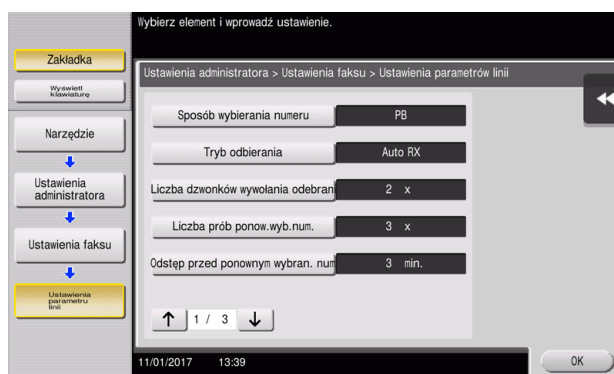 Wybierz element i wprowadź ustawienie.
Zakładka
Wyświetl
klawiaturę
Narzędzie
Ustawienia
administratora
Ustawienia faksu
Ustawienia
parametru
linii
Ustawienia administratora > Ustawienia faksu > Ustawienia parametrów linii
Sposób wybierania numeru PB
Tryb odbierania Auto RX
Liczba dzwonków wywołania odebran 2 x
Liczba prób ponow.wyb.num. 3 x
Odstęp przed ponownym wybran. num 3 min.
↑ 1 / 3 ↓
11/01/2017 13:39
OK